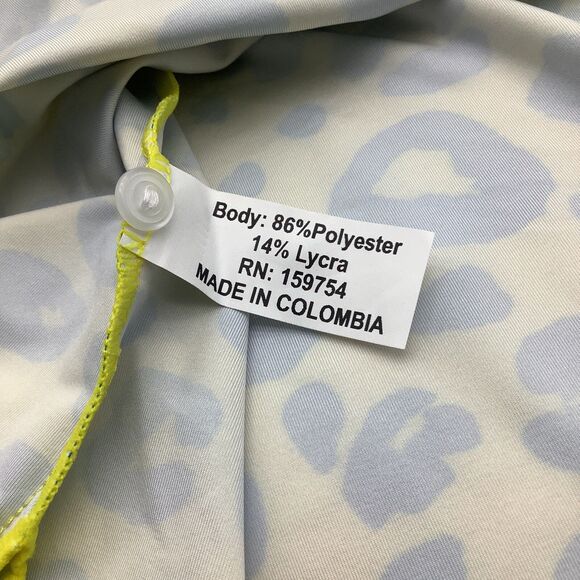 Body: 86%Polyester
14% Lycra
RN: 159754
MADE IN COLOMBIA